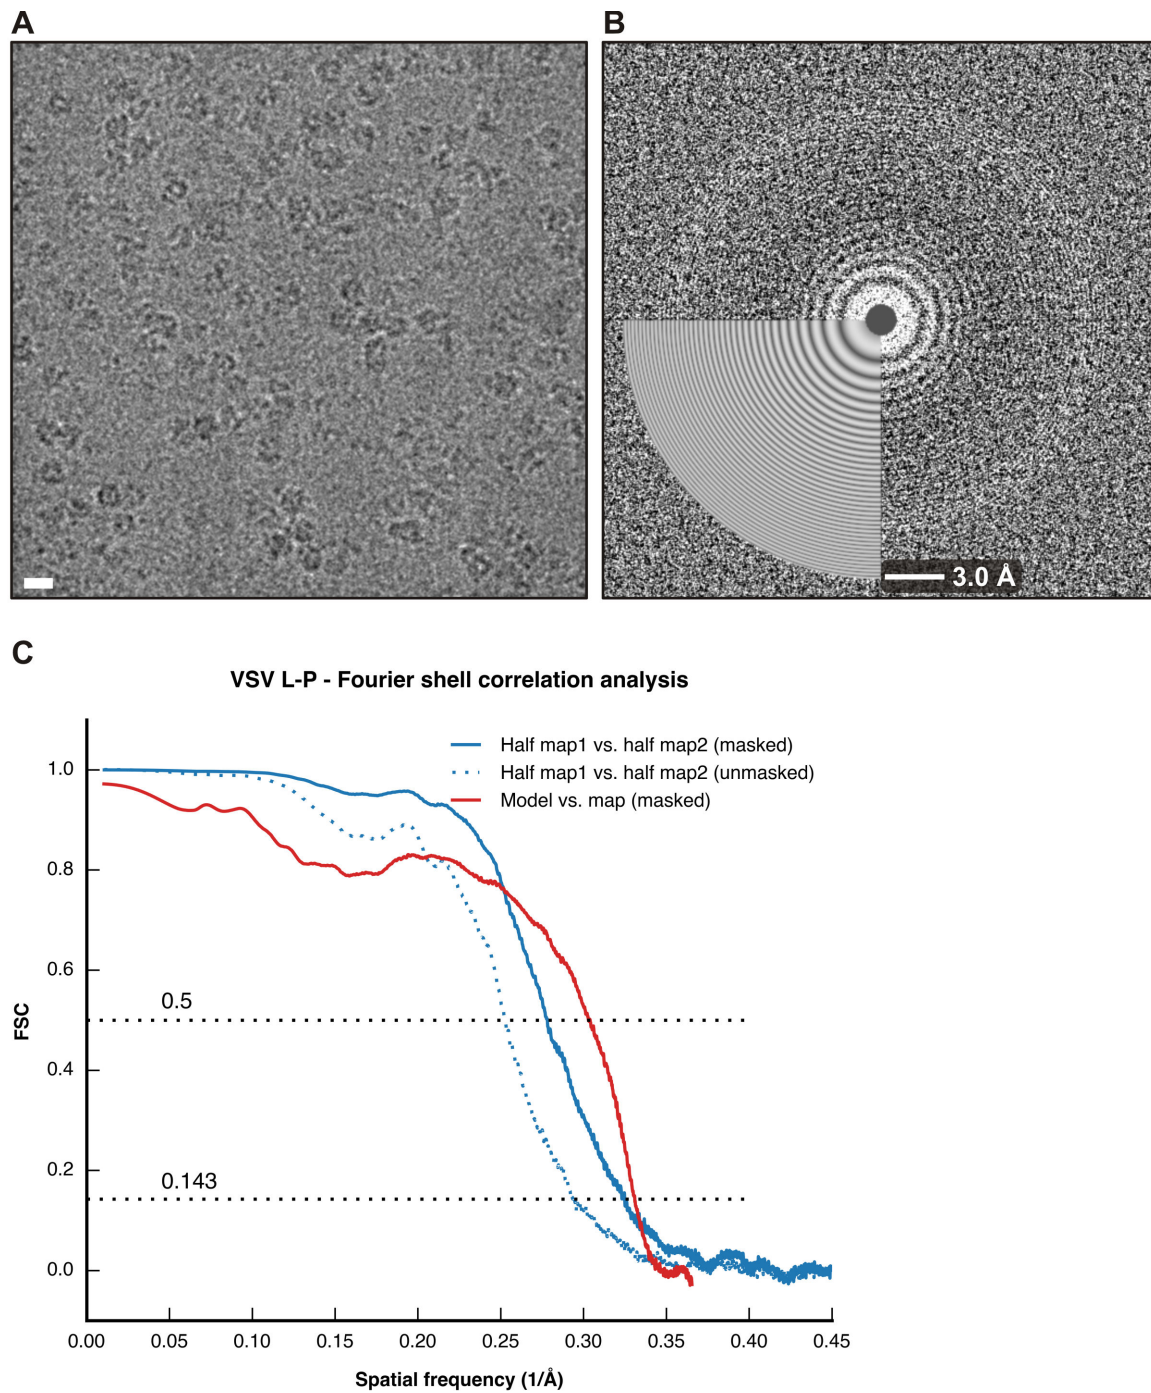 A
B
3.0 Å
C
VSV L-P - Fourier shell correlation analysis
Half map1 vs. half map2 (masked)
Half map1 vs. half map2 (unmasked)
Model vs. map (masked)
1.0
0.8
0.6
0.5
0.4
0.2
0.143
0.0
FSC
0.00 0.05 0.10 0.15 0.20 0.25 0.30 0.35 0.40 0.45
Spatial frequency (1/Å)